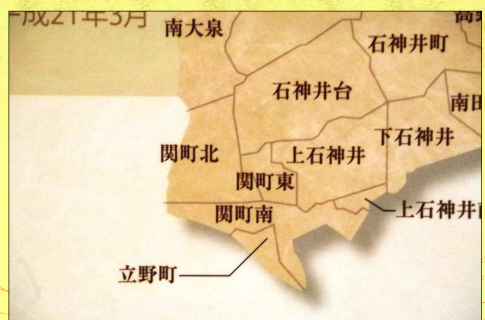 成21年3月
南大泉
石神井町
石神井台
下石神井
関町北
上石神井
関町東
関町南
上石神井
立野町